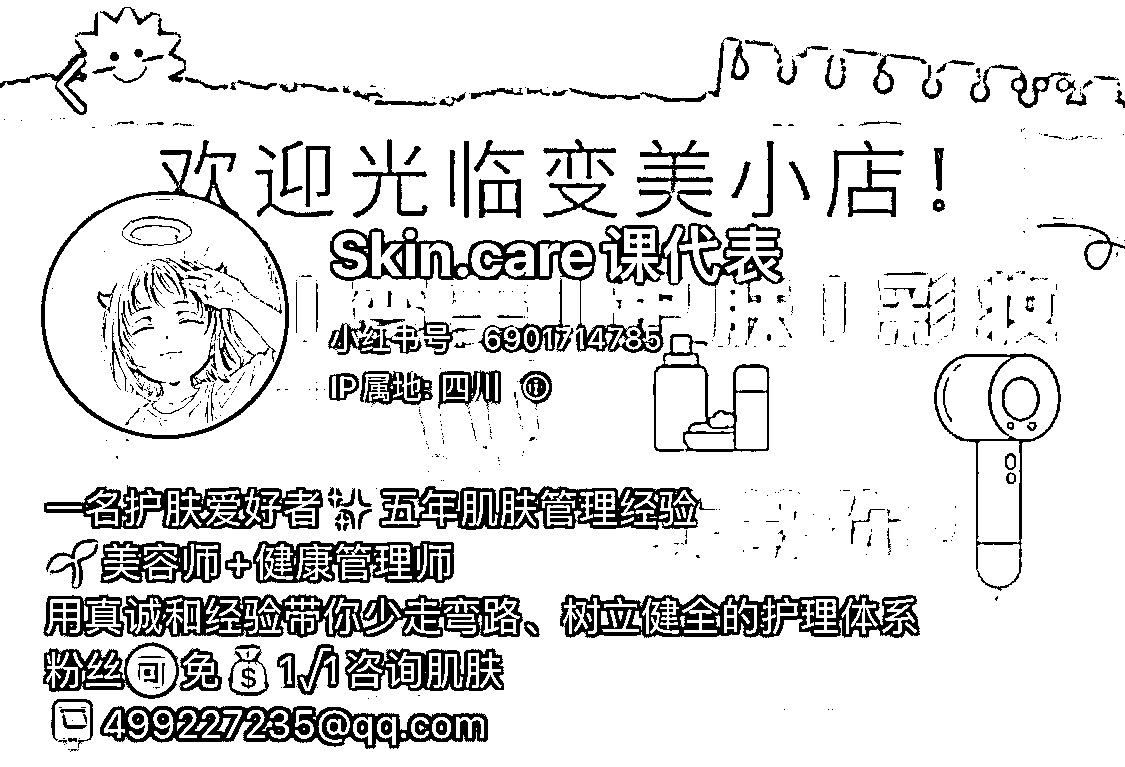 欢迎光临变美小店!
Skin.care课代表
护肤 | 彩妆
小红书号: 6901714785
IP属地: 四川
一名护肤爱好者 五年肌肤管理经验
美容师+健康管理师
用真诚和经验带你少走弯路、树立健全的护理体系
粉丝可免 1√1咨询肌肤
499227235@qq.com